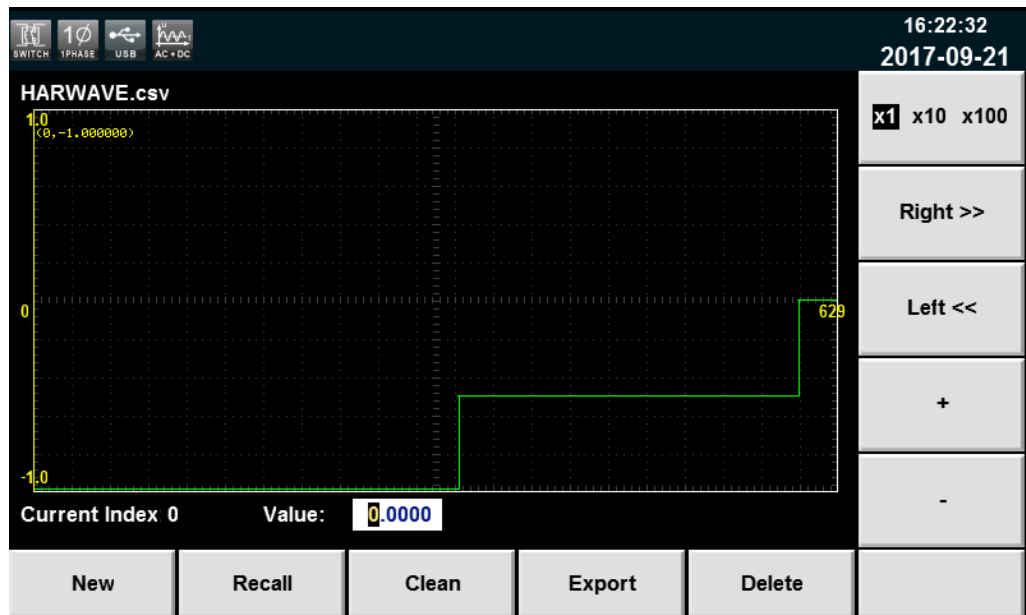 SWITCH 1Ø 1PHASE USB U AC+DC
16:22:32
2017-09-21
HARWAVE.csv
1.0
(0,-1.000000)
0
629
-1.0
Current Index 0 Value: 0.0000
x1 x10 x100
Right >>
Left <<
+
-
New Recall Clean Export Delete